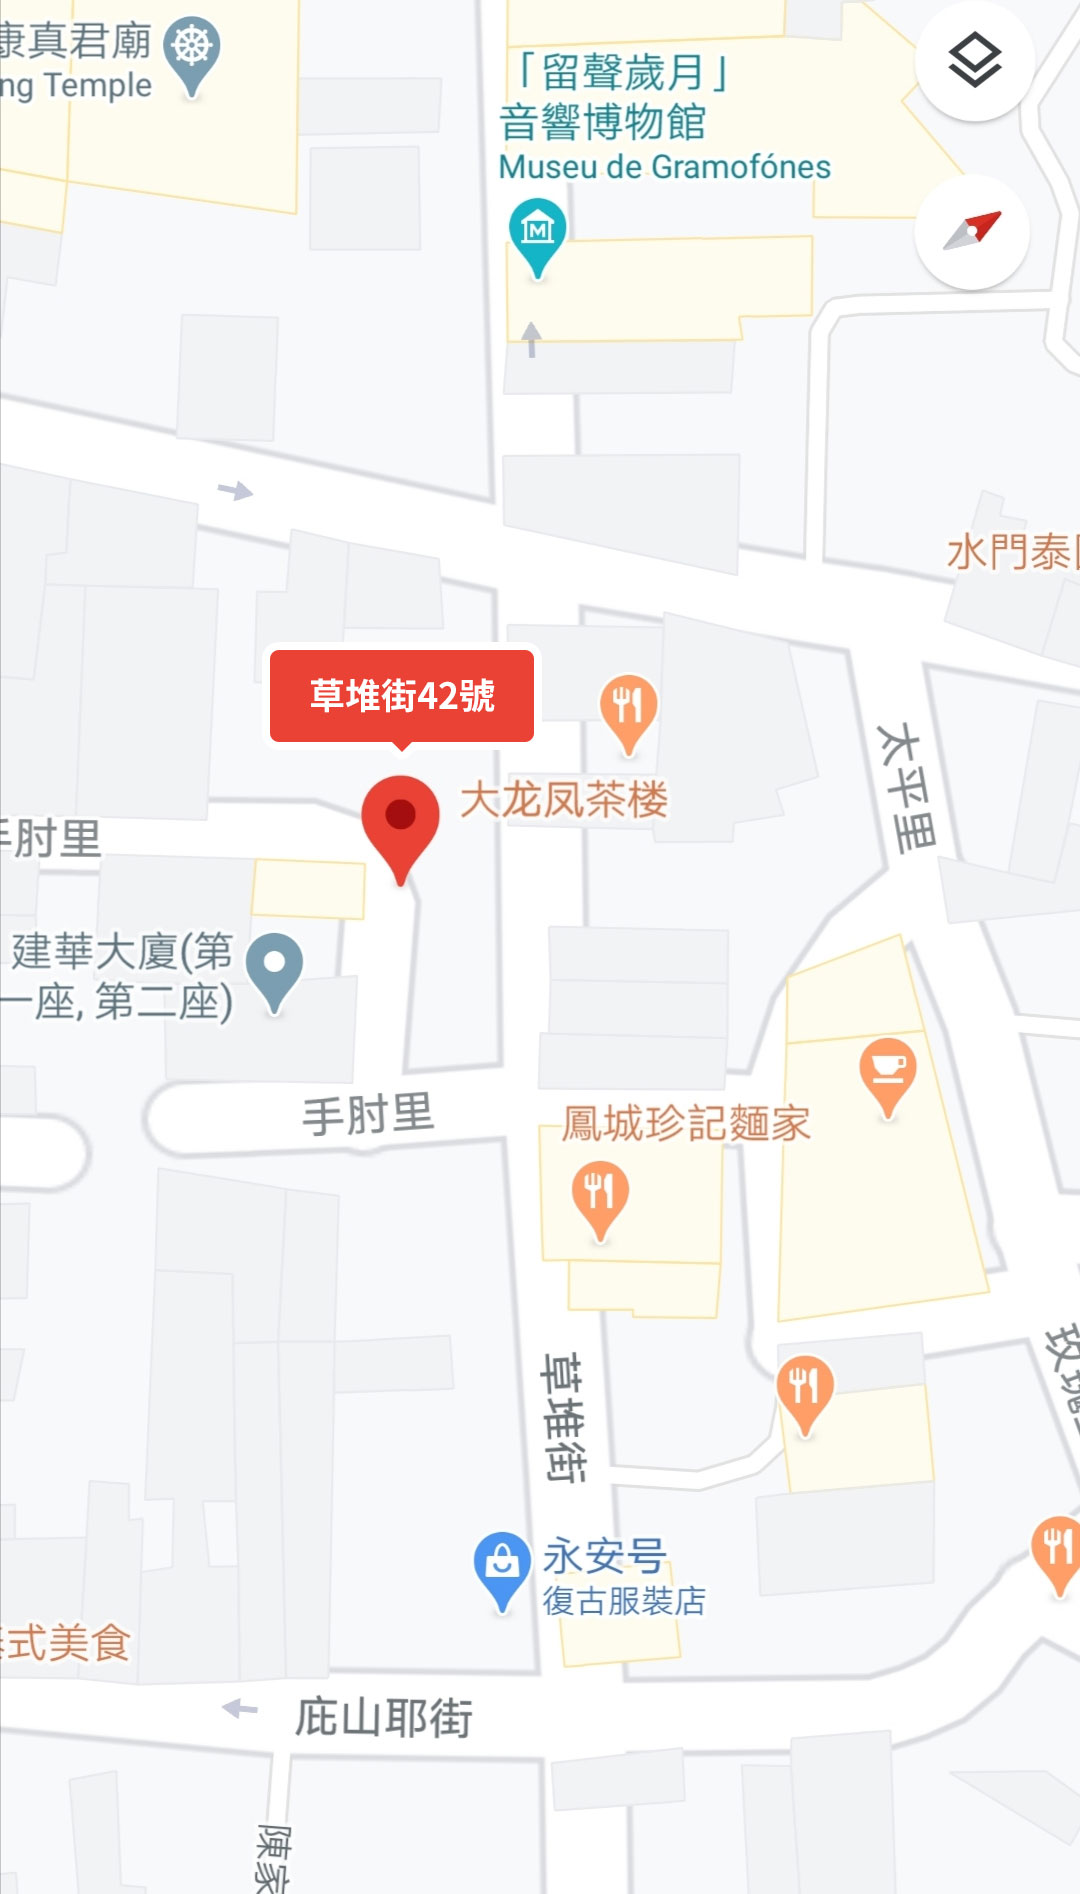 康真君廟
ng Temple
「留聲歲月」
音響博物館
Museu de Gramofónes
M
水門泰
草堆街42號
大龙凤茶楼
太平里
手肘里
建華大廈(第
一座, 第二座)
手肘里
鳳城珍記麵家
草堆街
玫瑰
永安号
復古服裝店
式美食
庇山耶街
陳家